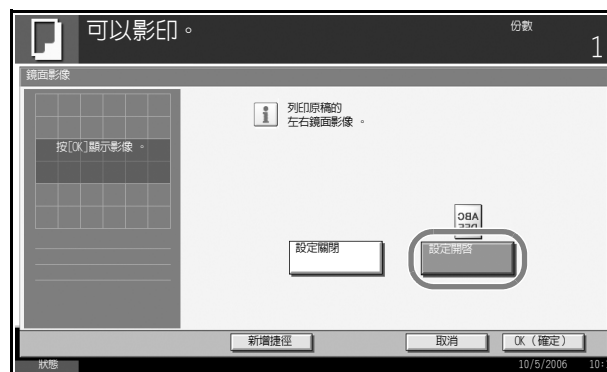 可以影印。
份數
1
鏡面影像
列印原稿的
左右鏡面影像 。
按[OK]顯示影像 。
ABC
設定關閉
設定開啓
新增捷徑
取消
OK (確定)
狀態
10/5/2006